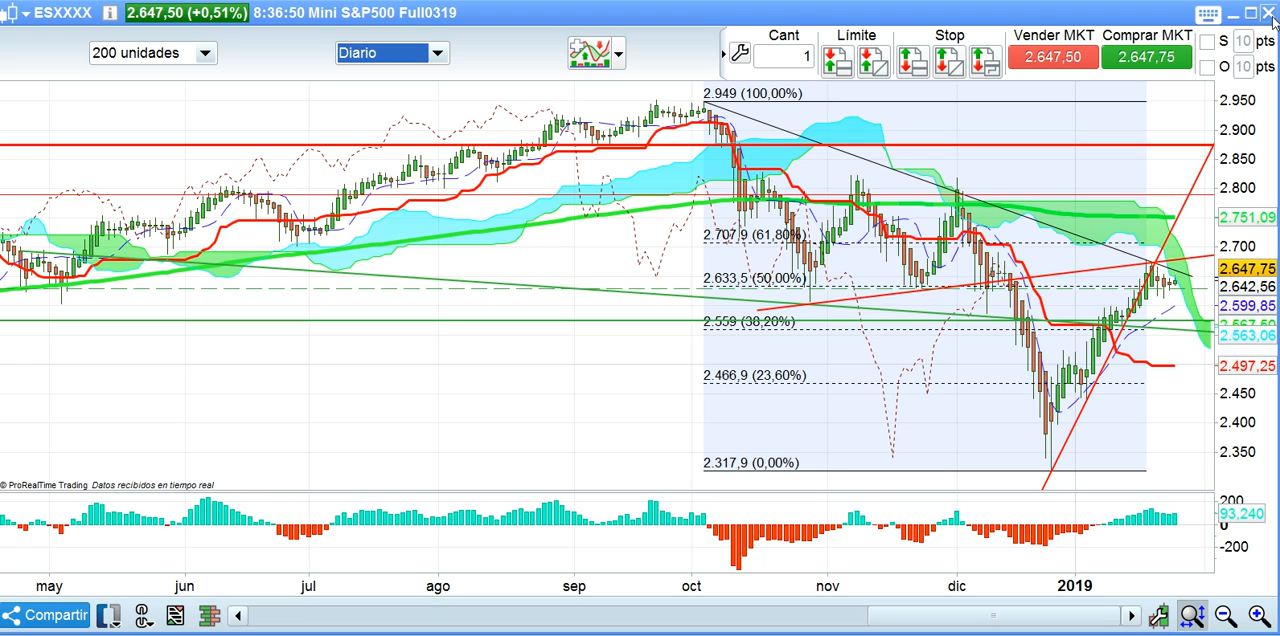 ESXXXX i 2.647,50 (+0,51%) 8:36:50 Mini S&P500 Full0319
200 unidades
Diario
Cant
1
Límite
Stop
Vender MKT
2.647,50
Comprar MKT
2.647,75
S 10 pts
O 10 pts
2.949 (100,00%)
2.707,9 (61,80%)
2.633,5 (50,00%)
2.559 (38,20%)
2.466,9 (23,60%)
2.317,9 (0,00%)
2.950
2.900
2.850
2.800
2.751,09
2.700
2.647,75
2.642,56
2.599,85
2.563,06
2.497,25
2.450
2.400
2.350
© ProRealTime Trading Datos recibidos en tiempo real
200
93,240
0
-200
may jun jul ago sep oct nov dic 2019
Compartir